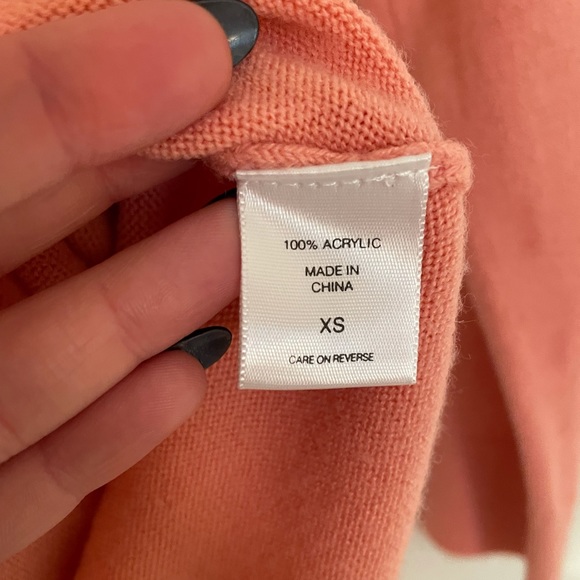 100% ACRYLIC
MADE IN
CHINA
XS
CARE ON REVERSE